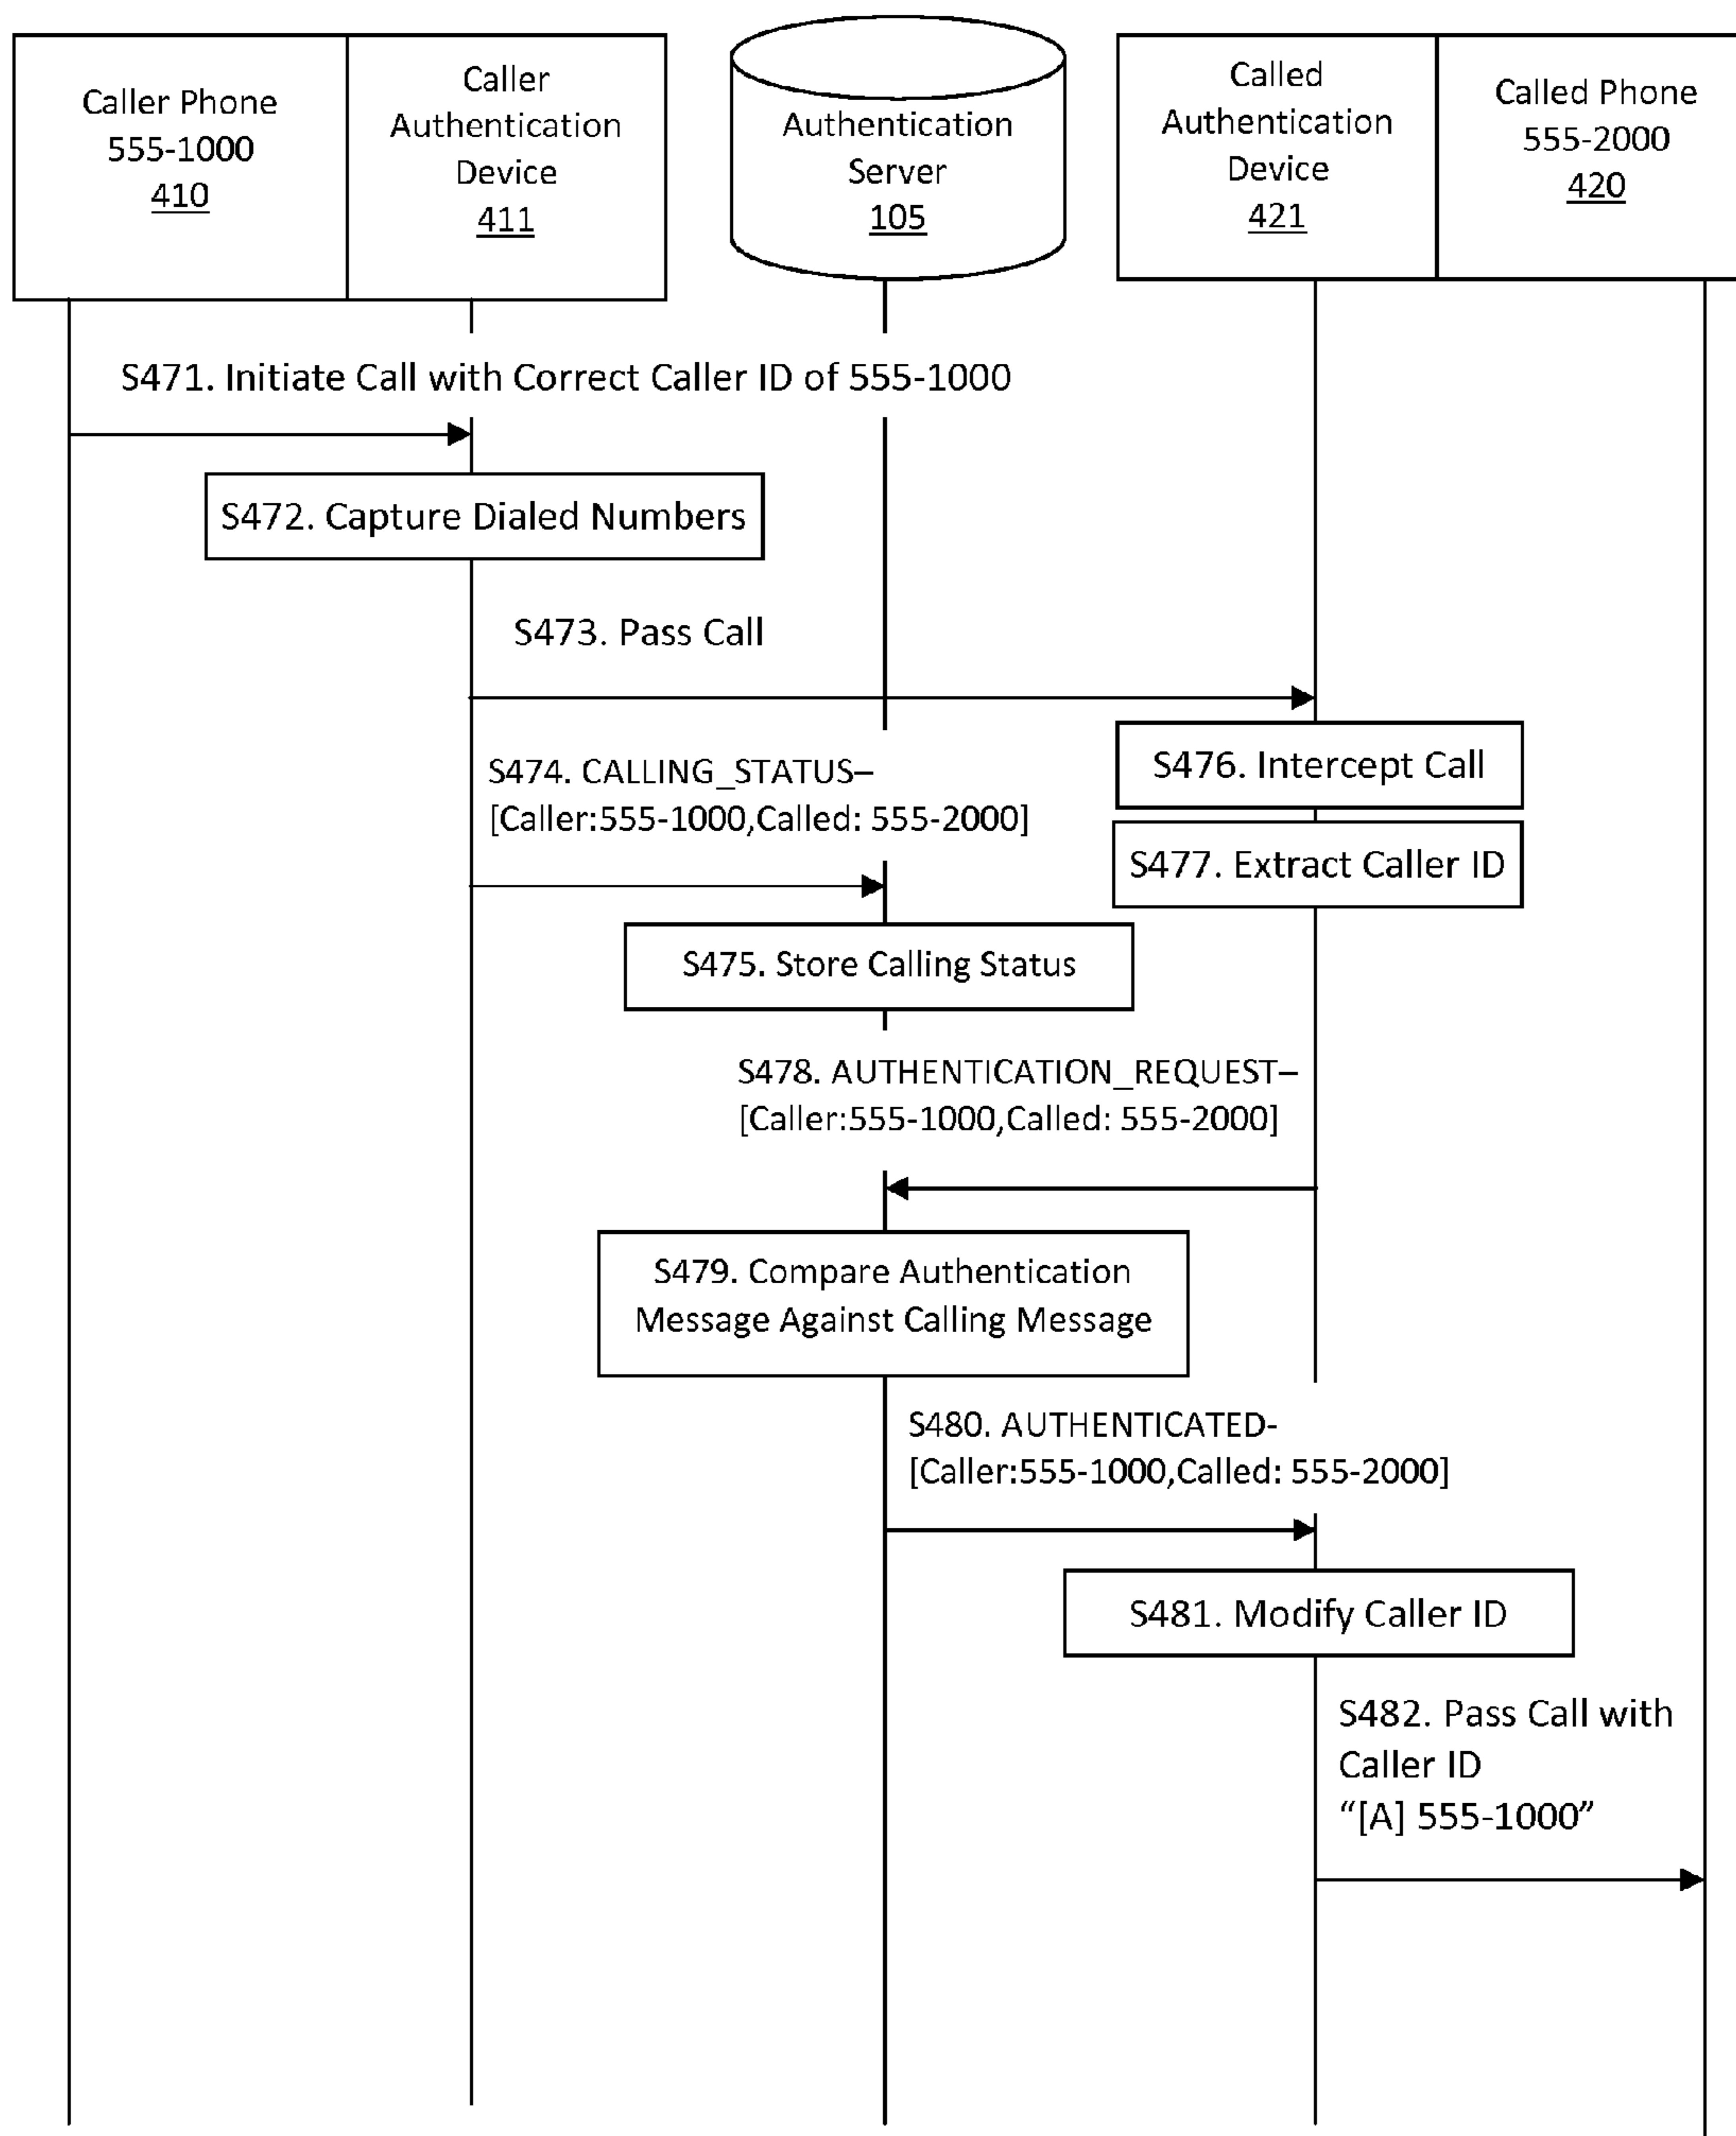 Caller Phone
555-1000
410
Caller
Authentication
Device
411
Authentication
Server
105
Called
Authentication
Device
421
Called Phone
555-2000
420
S471. Initiate Call with Correct Caller ID of 555-1000
S472. Capture Dialed Numbers
S473. Pass Call
S474. CALLING_STATUS–
[Caller:555-1000,Called: 555-2000]
S476. Intercept Call
S477. Extract Caller ID
S475. Store Calling Status
S478. AUTHENTICATION_REQUEST–
[Caller:555-1000,Called: 555-2000]
S479. Compare Authentication
Message Against Calling Message
S480. AUTHENTICATED-
[Caller:555-1000,Called: 555-2000]
S481. Modify Caller ID
S482. Pass Call with
Caller ID
“[A] 555-1000”